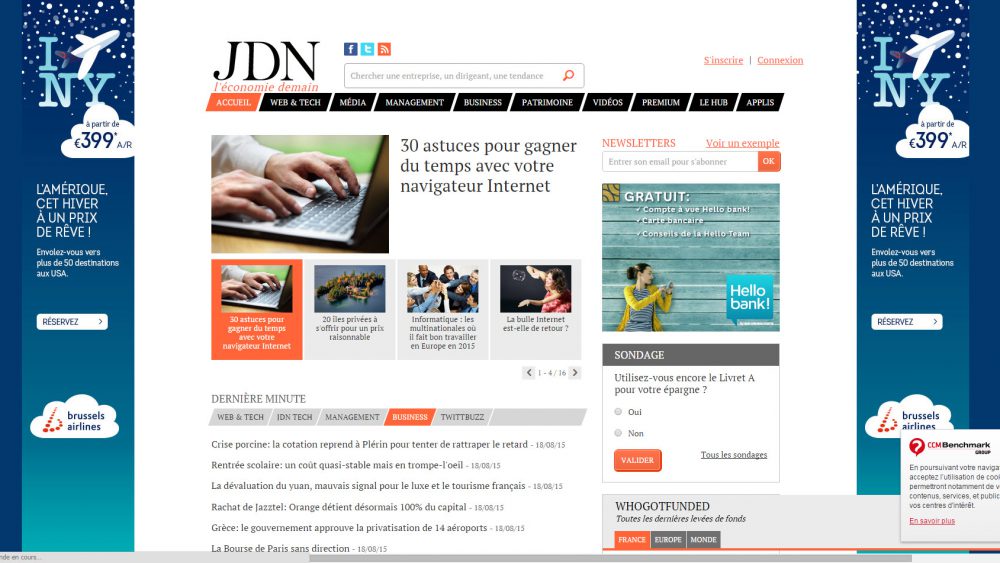 I
NY
à partir de
€399* A/R
L'AMÉRIQUE,
CET HIVER
À UN PRIX
DE RÊVE !
Envolez-vous vers
plus de 50 destinations
aux USA.
RÉSERVEZ
brussels
airlines
JDN
l'économie demain
Chercher une entreprise, un dirigeant, une tendance
S'inscrire | Connexion
ACCUEIL WEB & TECH MÉDIA MANAGEMENT BUSINESS PATRIMOINE VIDÉOS PREMIUM LE HUB APPLIS
30 astuces pour gagner
du temps avec votre
navigateur Internet
30 astuces pour
gagner du temps
avec votre
navigateur Internet
20 îles privées à
s'offrir pour un prix
raisonnable
Informatique : les
multinationales où
il fait bon travailler
en Europe en 2015
La bulle Internet
est-elle de retour ?
1 - 4 / 16
DERNIÈRE MINUTE
WEB & TECH JDN TECH MANAGEMENT BUSINESS TWITTBUZZ
Crise porcine: la cotation reprend à Plérin pour tenter de rattraper le retard - 18/08/15
Rentrée scolaire: un coût quasi-stable mais en trompe-l'oeil - 18/08/15
La dévaluation du yuan, mauvais signal pour le luxe et le tourisme français - 18/08/15
Rachat de Jazztel: Orange détient désormais 100% du capital - 18/08/15
Grèce: le gouvernement approuve la privatisation de 14 aéroports - 18/08/15
La Bourse de Paris sans direction - 18/08/15
NEWSLETTERS Voir un exemple
Entrer son email pour s'abonner OK
GRATUIT:
✓ Compte à vue Hello bank!
✓ Carte bancaire
✓ Conseils de la Hello Team
Hello
bank!
SONDAGE
Utilisez-vous encore le Livret A
pour votre épargne ?
Oui
Non
VALIDER
Tous les sondages
WHOGOTFUNDED
Toutes les dernières levées de fonds
FRANCE EUROPE MONDE
I
NY
à partir de
€399* A/R
L'AMÉRIQUE,
CET HIVER
À UN PRIX
DE RÊVE !
Envolez-vous vers
plus de 50 destinations
aux USA.
RÉSERVEZ
brussels
airlines
CCMBenchmark
GROUP
En poursuivant votre naviga
acceptez l'utilisation de cook
permettront notamment de v
contenus, services, et public
vos centres d'intérêt.
En savoir plus
nde en cours...